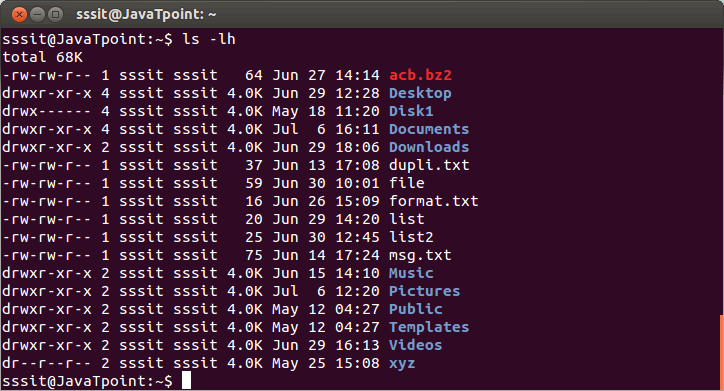 sssit@JavaTpoint: ~
sssit@JavaTpoint:~$ ls -lh
total 68K
-rw-rw-r-- 1 sssit sssit   64 Jun 27 14:14 acb.bz2
drwxr-xr-x 4 sssit sssit 4.0K Jun 29 12:28 Desktop
drwx------ 4 sssit sssit 4.0K May 18 11:20 Disk1
drwxr-xr-x 4 sssit sssit 4.0K Jul  6 16:11 Documents
drwxr-xr-x 2 sssit sssit 4.0K Jun 29 18:06 Downloads
-rw-rw-r-- 1 sssit sssit   37 Jun 13 17:08 dupli.txt
-rw-rw-r-- 1 sssit sssit   59 Jun 30 10:01 file
-rw-rw-r-- 1 sssit sssit   16 Jun 26 15:09 format.txt
-rw-rw-r-- 1 sssit sssit   20 Jun 29 14:20 list
-rw-rw-r-- 1 sssit sssit   25 Jun 30 12:45 list2
-rw-rw-r-- 1 sssit sssit   75 Jun 14 17:24 msg.txt
drwxr-xr-x 2 sssit sssit 4.0K Jun 15 14:10 Music
drwxr-xr-x 2 sssit sssit 4.0K Jul  6 12:20 Pictures
drwxr-xr-x 2 sssit sssit 4.0K May 12 04:27 Public
drwxr-xr-x 2 sssit sssit 4.0K May 12 04:27 Templates
drwxr-xr-x 2 sssit sssit 4.0K Jun 29 16:13 Videos
dr--r--r-- 2 sssit sssit 4.0K May 25 15:08 xyz
sssit@JavaTpoint:~$